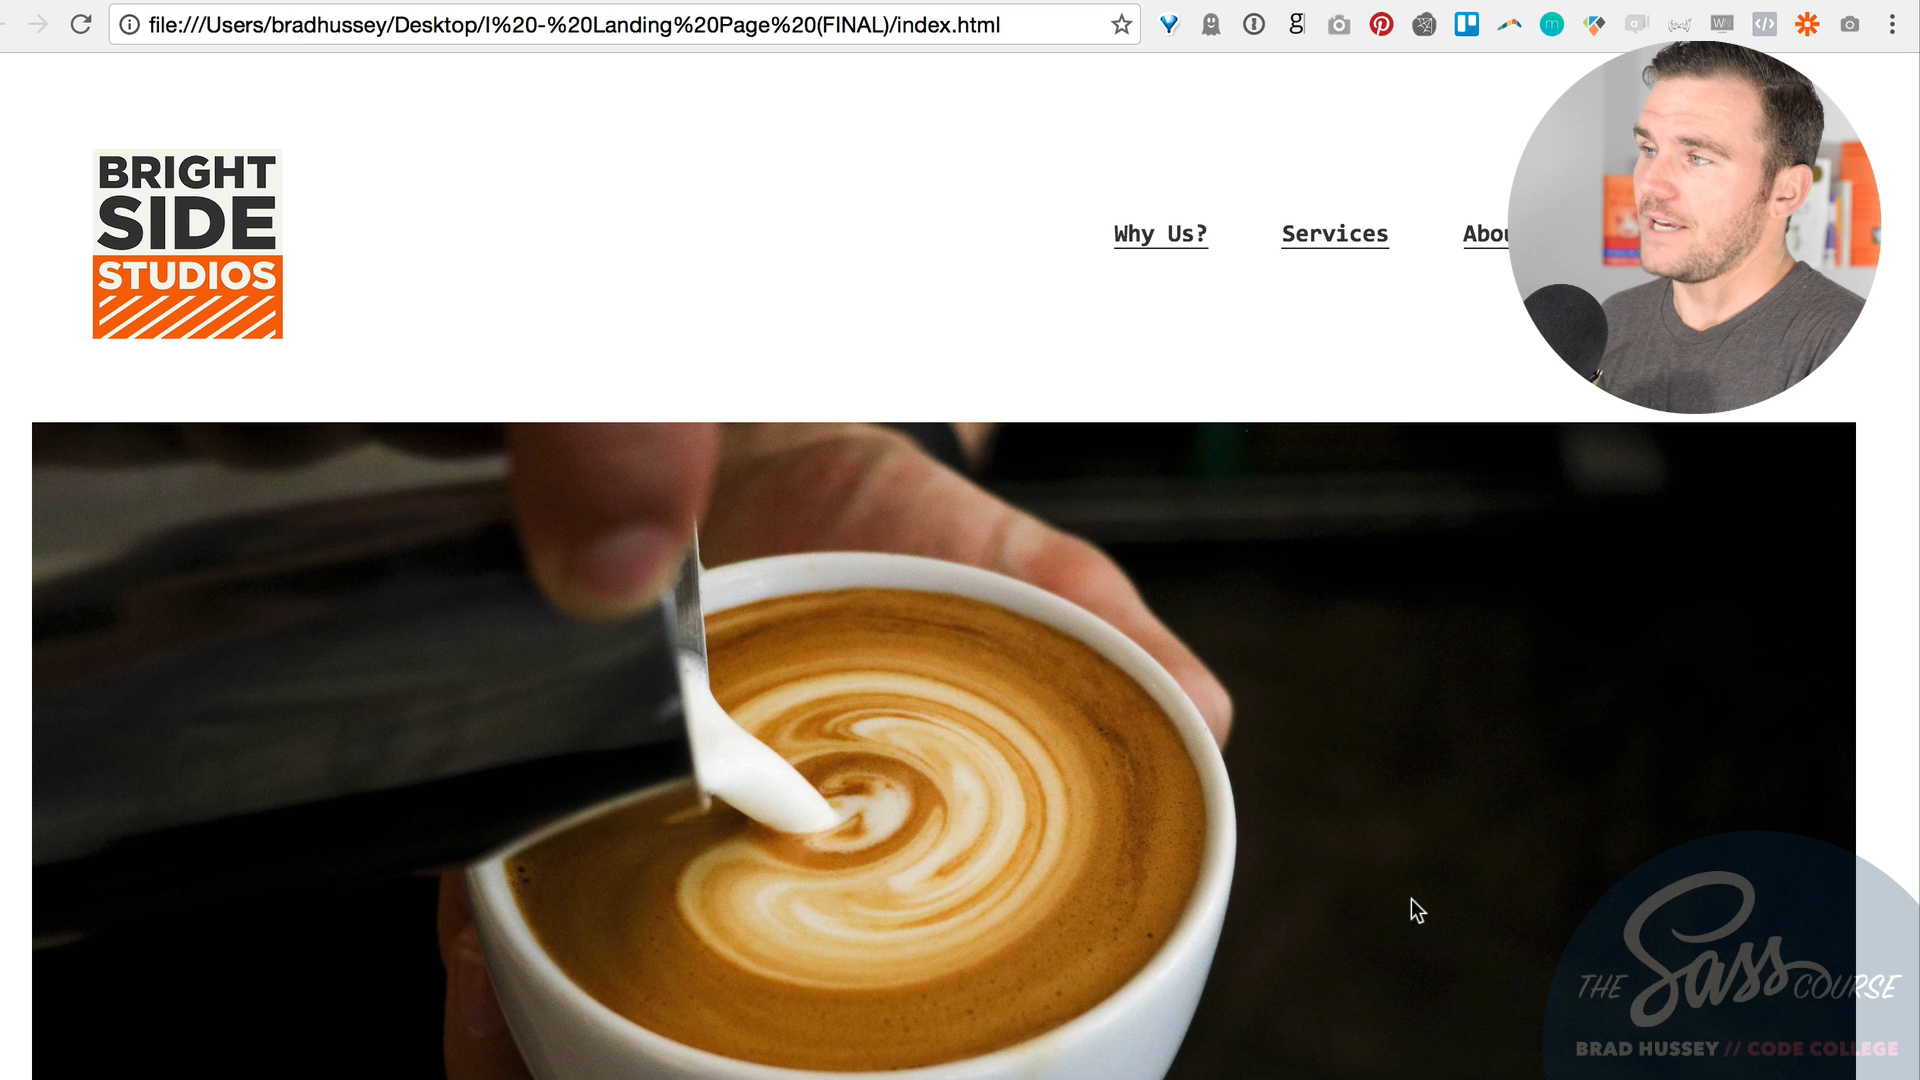 file:///Users/bradhussey/Desktop/I%20-%20Landing%20Page%20(FINAL)/index.html
BRIGHT
SIDE
STUDIOS
Why Us?
Services
Abou
THE Sass COURSE
BRAD HUSSEY // CODE COLLEGE